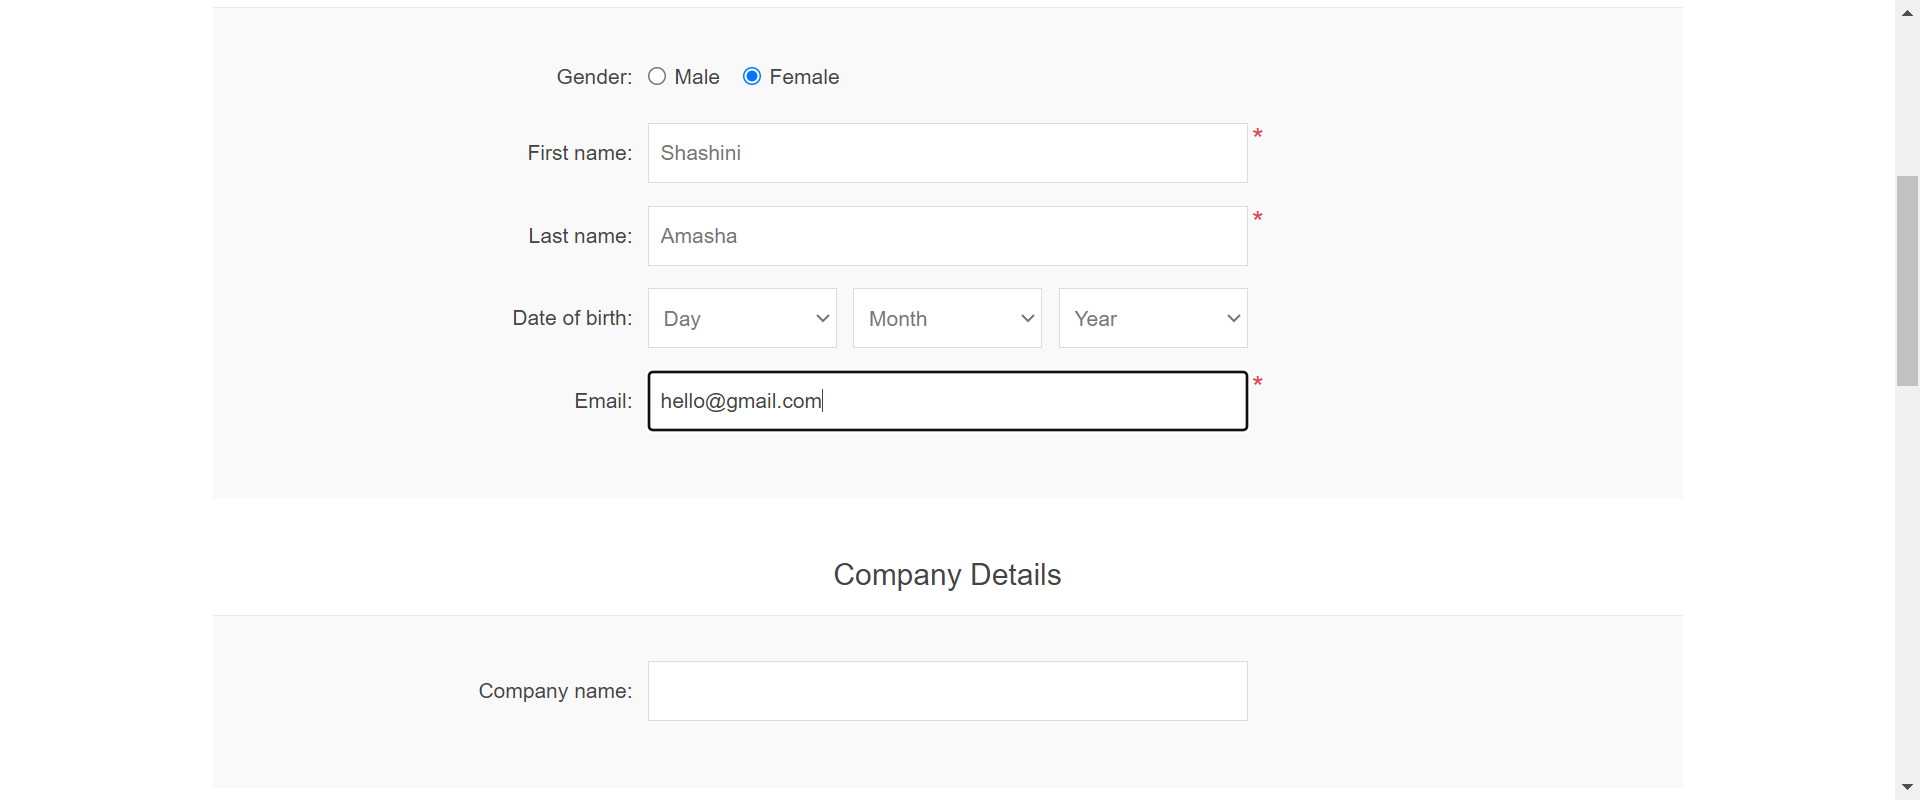 Gender: Male Female
First name: Shashini *
Last name: Amasha *
Date of birth: Day Month Year
Email: hello@gmail.com *
Company Details
Company name: